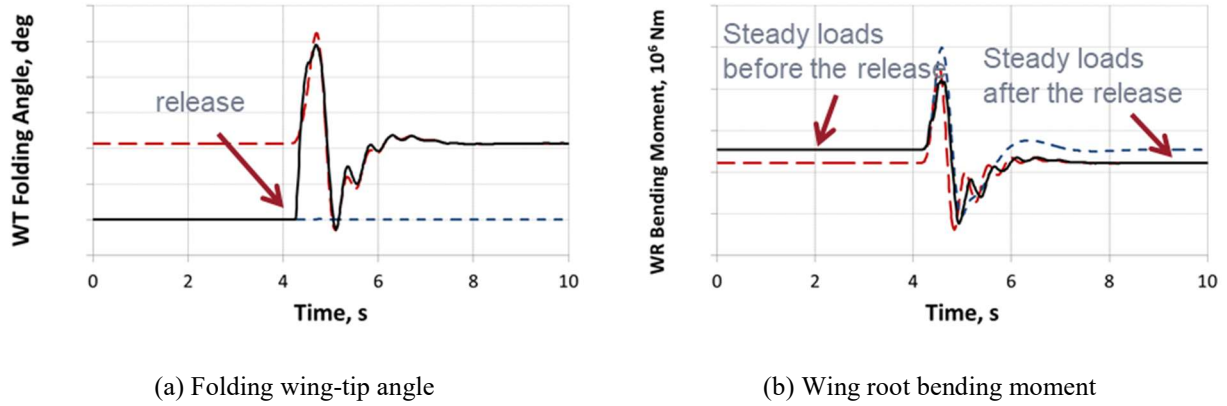 WT Folding Angle, deg
release
0 2 4 6 8 10
Time, s
(a) Folding wing-tip angle
WR Bending Moment, 10⁶ Nm
Steady loads
before the release
Steady loads
after the release
0 2 4 6 8 10
Time, s
(b) Wing root bending moment